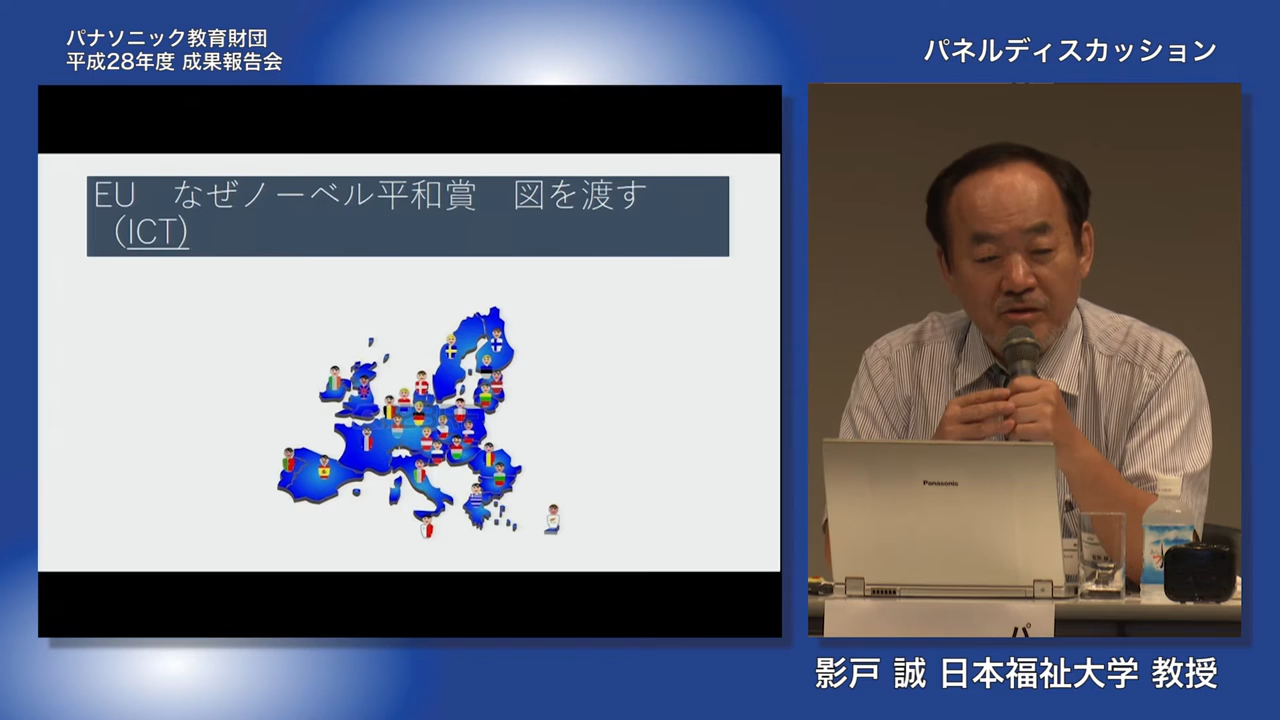 パナソニック教育財団
平成28年度 成果報告会
パネルディスカッション
EU　なぜノーベル平和賞　図を渡す
（ICT)
Panasonic
パ
影戸 誠 日本福祉大学 教授